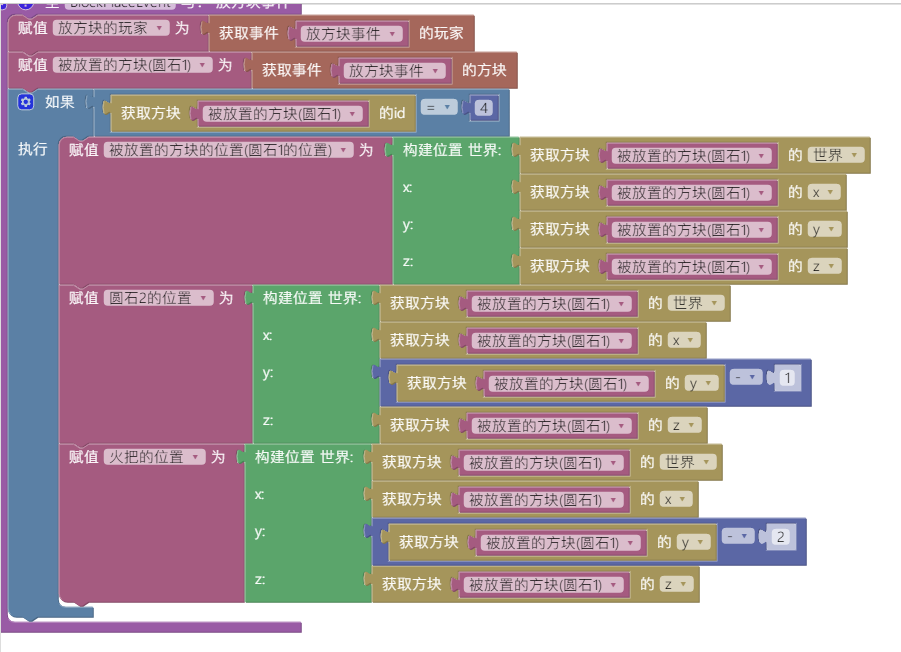 BlockPlaceEvent 时: 放方块事件
赋值 放方块的玩家 为 获取事件 放方块事件 的玩家
赋值 被放置的方块(圆石1) 为 获取事件 放方块事件 的方块
如果 获取方块 被放置的方块(圆石1) 的id = 4
执行 赋值 被放置的方块的位置(圆石1的位置) 为 构建位置 世界: 获取方块 被放置的方块(圆石1) 的 世界
x: 获取方块 被放置的方块(圆石1) 的 x
y: 获取方块 被放置的方块(圆石1) 的 y
z: 获取方块 被放置的方块(圆石1) 的 z
赋值 圆石2的位置 为 构建位置 世界: 获取方块 被放置的方块(圆石1) 的 世界
x: 获取方块 被放置的方块(圆石1) 的 x
y: 获取方块 被放置的方块(圆石1) 的 y - 1
z: 获取方块 被放置的方块(圆石1) 的 z
赋值 火把的位置 为 构建位置 世界: 获取方块 被放置的方块(圆石1) 的 世界
x: 获取方块 被放置的方块(圆石1) 的 x
y: 获取方块 被放置的方块(圆石1) 的 y - 2
z: 获取方块 被放置的方块(圆石1) 的 z